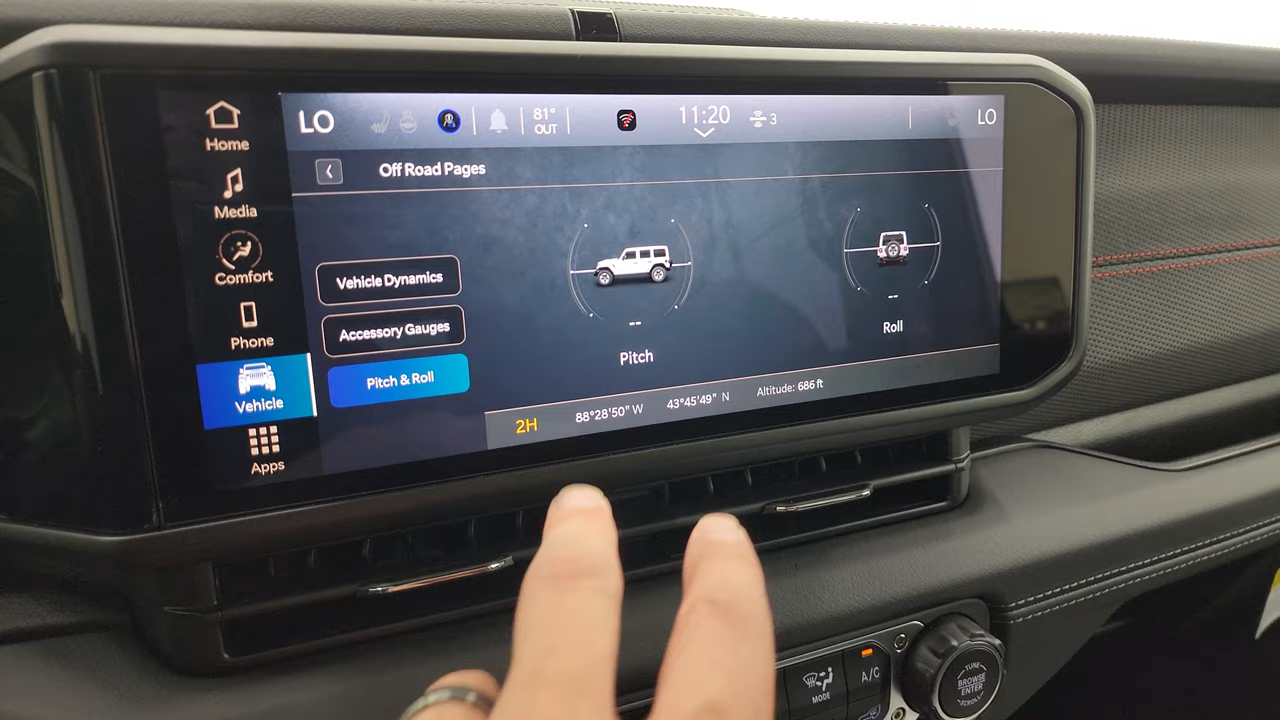 Home
Media
Comfort
Phone
Vehicle
Apps
LO
81°
OUT
11:20
3
LO
Off Road Pages
Vehicle Dynamics
Accessory Gauges
Pitch & Roll
--
Pitch
--
Roll
2H
88°28'50" W
43°45'49" N
Altitude: 686 ft
MODE
A/C
TUNE
BROWSE
ENTER
SCROLL